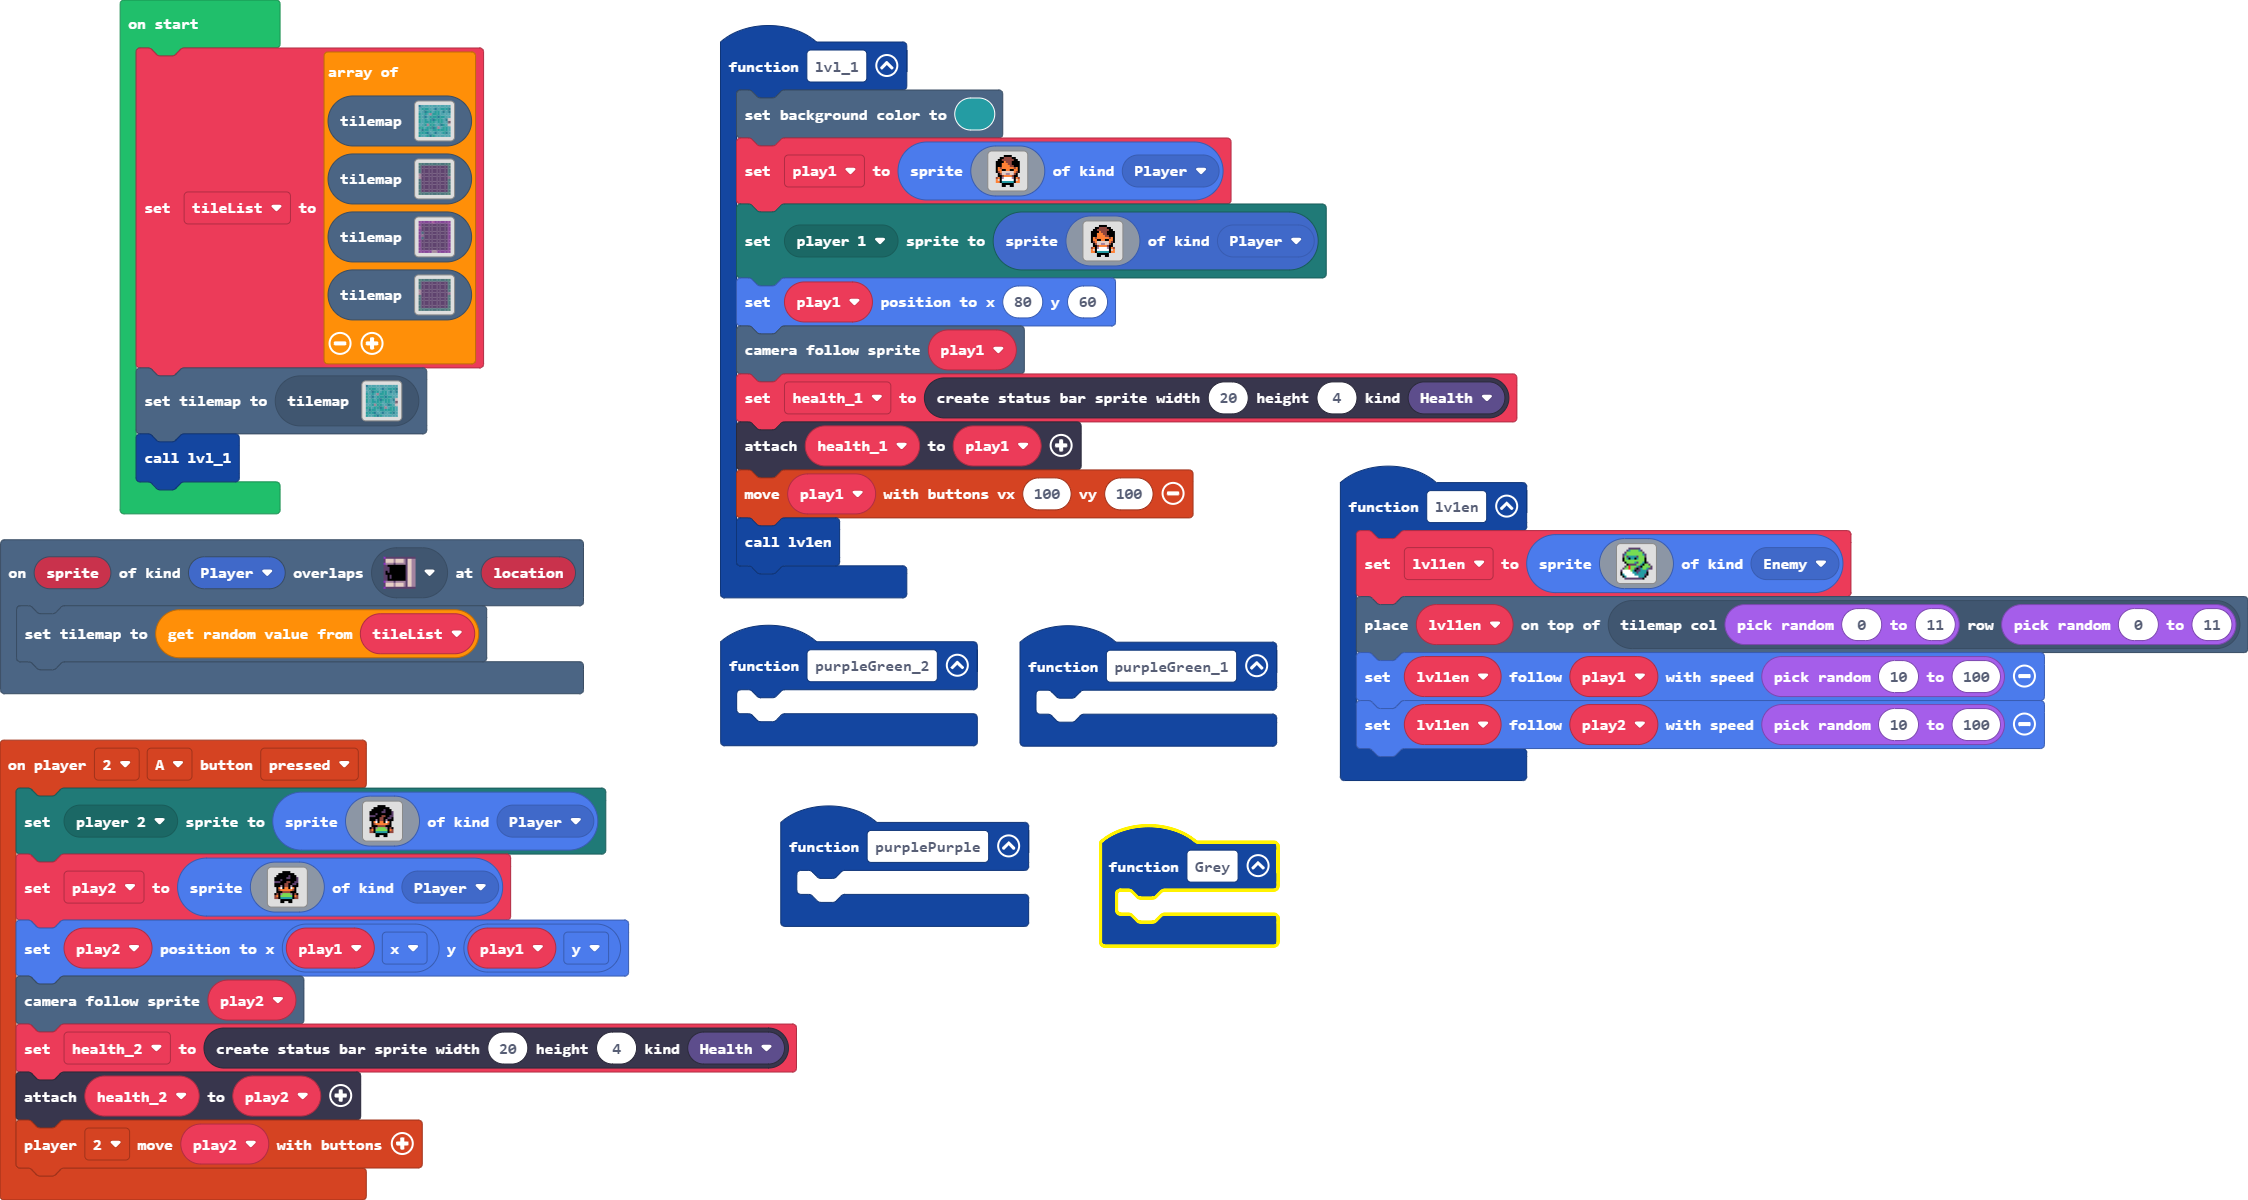 on start
array of
tilemap
tilemap
set tileList to
tilemap
tilemap
set tilemap to tilemap
call lvl_1
on sprite of kind Player overlaps at location
set tilemap to get random value from tileList
on player 2 A button pressed
set player 2 sprite to sprite of kind Player
set play2 to sprite of kind Player
set play2 position to x play1 x y play1 y
camera follow sprite play2
set health_2 to create status bar sprite width 20 height 4 kind Health
attach health_2 to play2
player 2 move play2 with buttons
function lvl_1
set background color to
set play1 to sprite of kind Player
set player 1 sprite to sprite of kind Player
set play1 position to x 80 y 60
camera follow sprite play1
set health_1 to create status bar sprite width 20 height 4 kind Health
attach health_1 to play1
move play1 with buttons vx 100 vy 100
call lv1en
function purpleGreen_2
function purpleGreen_1
function purplePurple
function Grey
function lv1en
set lvl1en to sprite of kind Enemy
place lvl1en on top of tilemap col pick random 0 to 11 row pick random 0 to 11
set lvl1en follow play1 with speed pick random 10 to 100
set lvl1en follow play2 with speed pick random 10 to 100